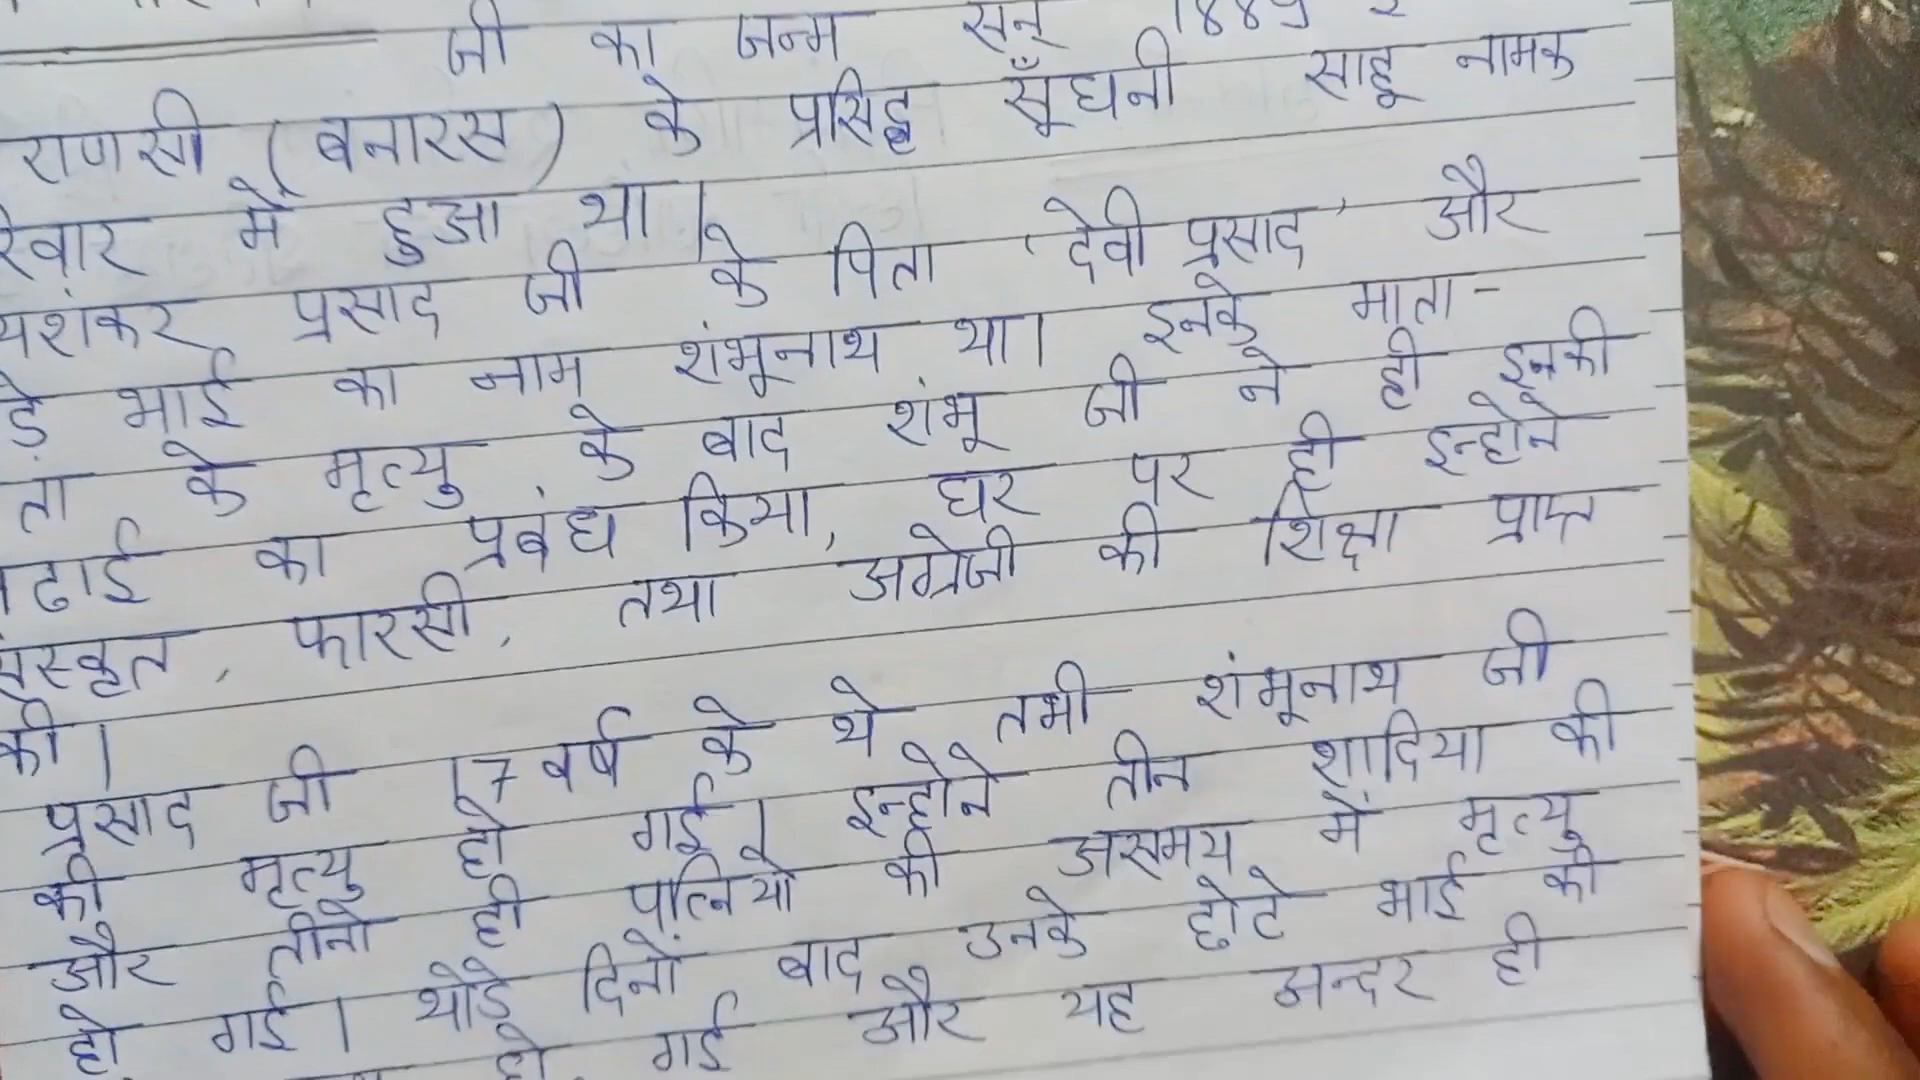 जी का जन्म सन् 1889
राणसी (बनारस) के प्रसिद्ध सूँघनी साहू नामक
रिवार में हुआ था।
यशंकर प्रसाद जी के पिता 'देवी प्रसाद' और
ड़े भाई का नाम शंभूनाथ था। इनके माता-
ता के मृत्यु के बाद शंभू जी ने ही इनकी
पढाई का प्रबंध किया, घर पर ही इन्होने
संस्कृत, फारसी, तथा अग्रेजी की शिक्षा प्राप्त
की।
प्रसाद जी 17 वर्ष के थे तभी शंभूनाथ जी
की मृत्यु हो गई। इन्होने तीन शादिया की
और तीनो ही पत्नियों की असमय में मृत्यु
हो गई। थोडे दिनों बाद उनके छोटे भाई की
हो गई और यह अन्दर ही